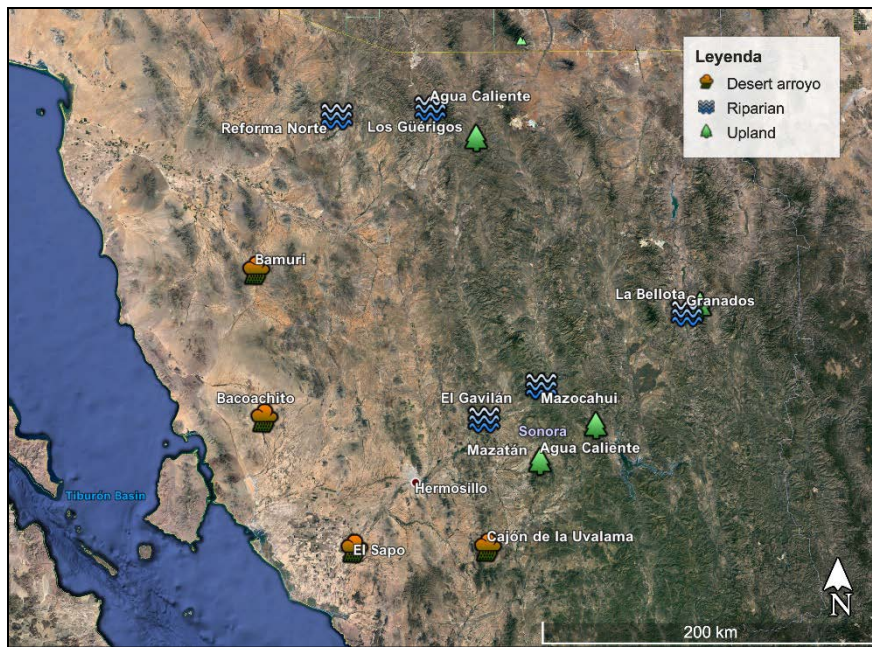 Leyenda
Desert arroyo
Riparian
Upland
Agua Caliente
Reforma Norte
Los Guerigos
Bamuri
La Bellota
Granados
Bacoachito
El Gavilán
Mazocahui
Sonora
Mazatán
Agua Caliente
Tiburón Basin
Hermosillo
El Sapo
Cajón de la Uvalama
N
200 km